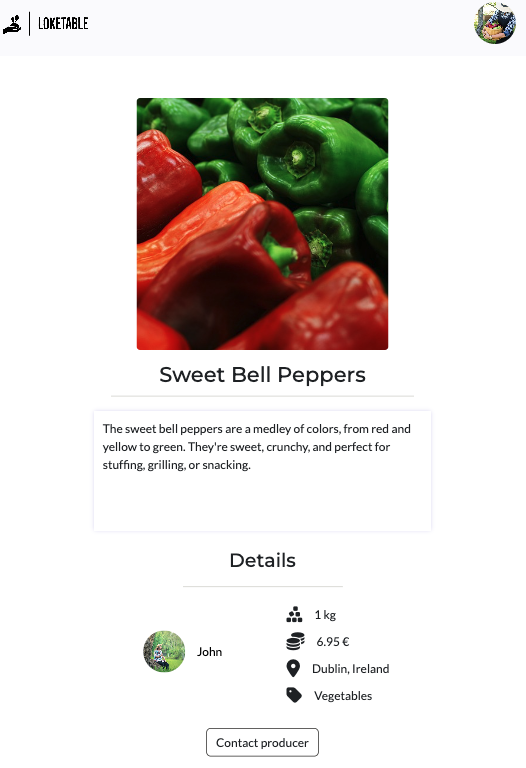 LOKETABLE
Sweet Bell Peppers
The sweet bell peppers are a medley of colors, from red and
yellow to green. They're sweet, crunchy, and perfect for
stuffing, grilling, or snacking.
Details
John
1 kg
6.95 €
Dublin, Ireland
Vegetables
Contact producer